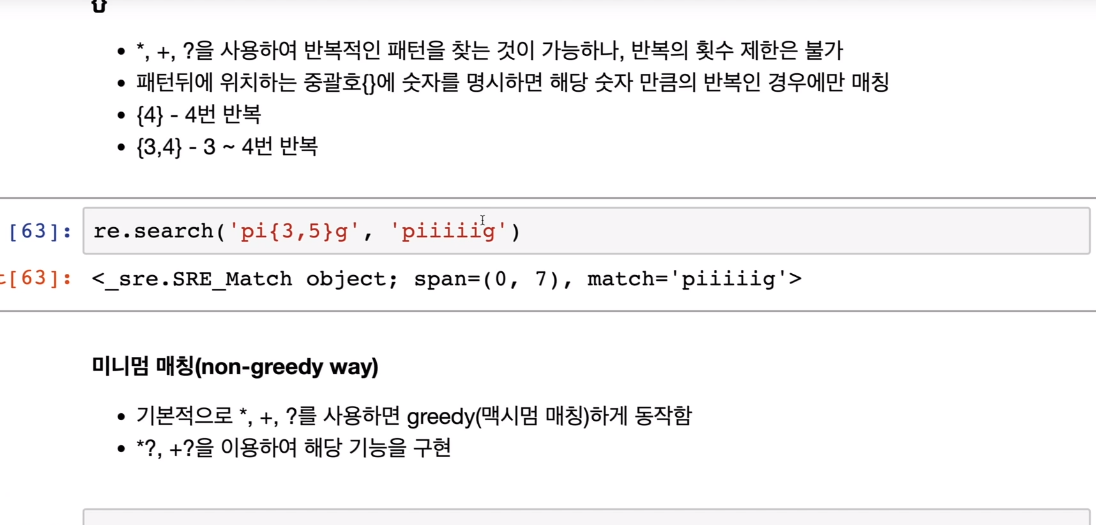 {}
• *, +, ?을 사용하여 반복적인 패턴을 찾는 것이 가능하나, 반복의 횟수 제한은 불가
• 패턴뒤에 위치하는 중괄호{}에 숫자를 명시하면 해당 숫자 만큼의 반복인 경우에만 매칭
• {4} - 4번 반복
• {3,4} - 3 ~ 4번 반복
[63]: re.search('pi{3,5}g', 'piiiiig')
t[63]: <_sre.SRE_Match object; span=(0, 7), match='piiiiig'>
미니멈 매칭(non-greedy way)
• 기본적으로 *, +, ?를 사용하면 greedy(맥시멈 매칭)하게 동작함
• *?, +?을 이용하여 해당 기능을 구현